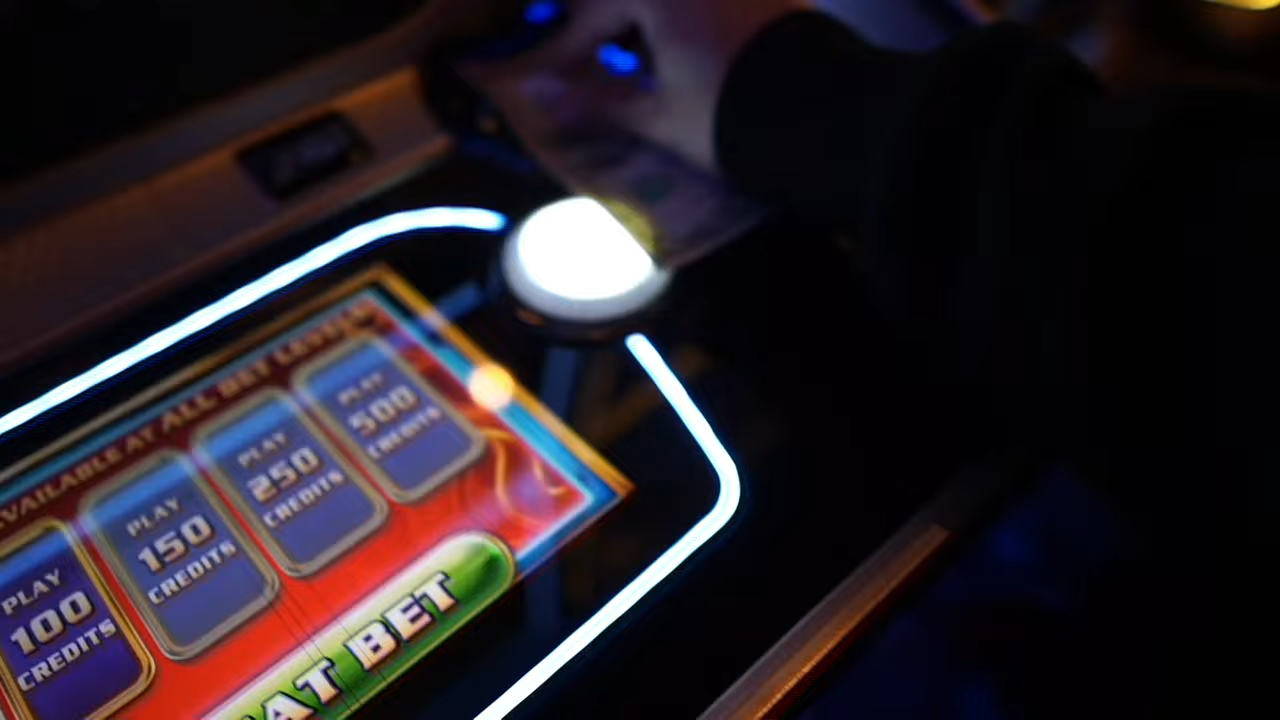 AVAILABLE AT ALL BET LEVELS
PLAY
100
CREDITS
PLAY
150
CREDITS
PLAY
250
CREDITS
PLAY
500
CREDITS
AT BET